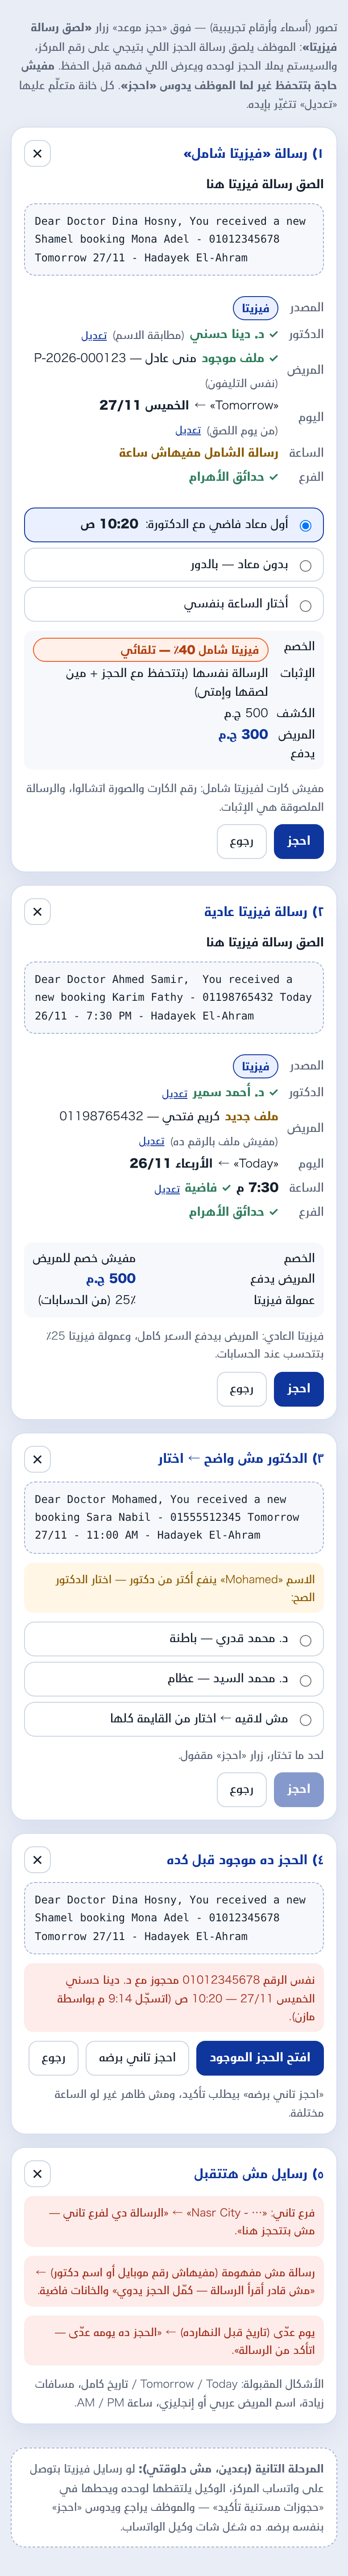 تصور (أسماء وأرقام تجريبية) — فوق «حجز موعد» زرار «لصق رسالة
فيزيتا»: الموظف يلصق رسالة الحجز اللي بتيجي على رقم المركز،
والسيستم يملا الحجز لوحده ويعرض اللي فهمه قبل الحفظ. مفيش
حاجة بتتحفظ غير لما الموظف يدوس «احجز». كل خانة متعلّم عليها
«تعديل» تتغيّر بإيده.
١) رسالة «فيزيتا شامل»
✕
الصق رسالة فيزيتا هنا
Dear Doctor Dina Hosny, You received a new
Shamel booking Mona Adel - 01012345678
Tomorrow 27/11 - Hadayek El-Ahram
المصدر فيزيتا
الدكتور ✓ د. دينا حسني (مطابقة الاسم) تعديل
المريض ✓ ملف موجود منى عادل — P-2026-000123
(نفس التليفون)
اليوم «Tomorrow» ← الخميس 27/11
(من يوم اللصق) تعديل
الساعة رسالة الشامل مفيهاش ساعة
الفرع ✓ حدائق الأهرام
أول معاد فاضي مع الدكتورة: 10:20 ص
بدون معاد — بالدور
أختار الساعة بنفسي
الخصم فيزيتا شامل 40٪ — تلقائي
الإثبات الرسالة نفسها (بتتحفظ مع الحجز + مين
لصقها وإمتى)
الكشف 500 ج.م
المريض 300 ج.م
يدفع
مفيش كارت لفيزيتا شامل: رقم الكارت والصورة اتشالوا، والرسالة
الملصوقة هي الإثبات.
احجز رجوع
٢) رسالة فيزيتا عادية
✕
الصق رسالة فيزيتا هنا
Dear Doctor Ahmed Samir,  You received a
new booking Karim Fathy - 01198765432 Today
26/11 - 7:30 PM - Hadayek El-Ahram
المصدر فيزيتا
الدكتور ✓ د. أحمد سمير تعديل
المريض ملف جديد كريم فتحي — 01198765432
(مفيش ملف بالرقم ده) تعديل
اليوم «Today» ← الأربعاء 26/11
الساعة 7:30 م ✓ فاضية تعديل
الفرع ✓ حدائق الأهرام
الخصم مفيش خصم للمريض
المريض يدفع 500 ج.م
عمولة فيزيتا 25٪ (من الحسابات)
فيزيتا العادي: المريض بيدفع السعر كامل، وعمولة فيزيتا 25٪
بتتحسب عند الحسابات.
احجز رجوع
٣) الدكتور مش واضح ← اختار
✕
Dear Doctor Mohamed, You received a new
booking Sara Nabil - 01555512345 Tomorrow
27/11 - 11:00 AM - Hadayek El-Ahram
الاسم «Mohamed» ينفع أكتر من دكتور — اختار الدكتور
الصح:
د. محمد قدري — باطنة
د. محمد السيد — عظام
مش لاقيه ← اختار من القايمة كلها
لحد ما تختار، زرار «احجز» مقفول.
احجز رجوع
٤) الحجز ده موجود قبل كده
✕
Dear Doctor Dina Hosny, You received a new
Shamel booking Mona Adel - 01012345678
Tomorrow 27/11 - Hadayek El-Ahram
نفس الرقم 01012345678 محجوز مع د. دينا حسني
الخميس 27/11 — 10:20 ص (اتسجّل 9:14 م بواسطة
مازن).
افتح الحجز الموجود احجز تاني برضه رجوع
«احجز تاني برضه» بيطلب تأكيد، ومش ظاهر غير لو الساعة
مختلفة.
٥) رسايل مش هتتقبل
✕
فرع تاني: «… - Nasr City» ← «الرسالة دي لفرع تاني —
مش بتتحجز هنا».
رسالة مش مفهومة (مفيهاش رقم موبايل أو اسم دكتور) ←
«مش قادر أقرأ الرسالة — كمّل الحجز يدوي» والخانات فاضية.
يوم عدّى (تاريخ قبل النهارده) ← «الحجز ده يومه عدّى —
اتأكد من الرسالة».
الأشكال المقبولة: Tomorrow / Today / تاريخ كامل، مسافات
زيادة، اسم المريض عربي أو إنجليزي، ساعة AM / PM.
المرحلة التانية (بعدين، مش دلوقتي): لو رسايل فيزيتا بتوصل
على واتساب المركز، الوكيل يلتقطها لوحده ويحطها في
«حجوزات مستنية تأكيد» — والموظف يراجع ويدوس «احجز»
بنفسه برضه. ده شغل شات وكيل الواتساب.